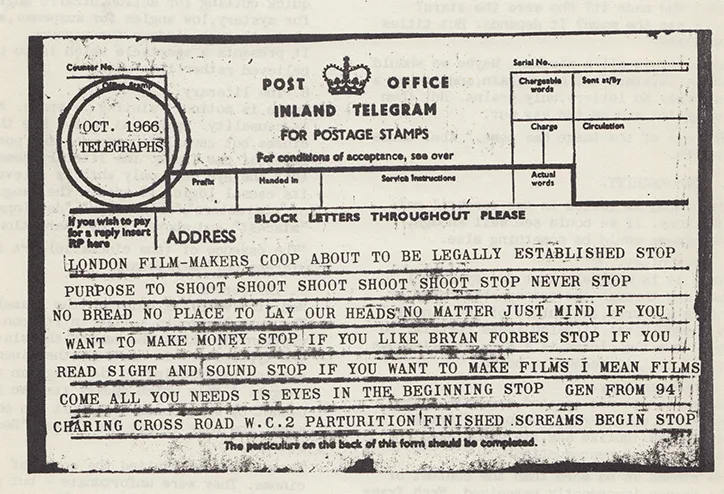 Counter No.
Office Stamp
OCT. 1966
TELEGRAPHS
POST OFFICE
INLAND TELEGRAM
FOR POSTAGE STAMPS
For conditions of acceptance, see over
Serial No.
Chargeable words
Sent at/By
Charge
Circulation
Prefix
Handed in
Service Instructions
Actual words
If you wish to pay
for a reply insert
RP here
BLOCK LETTERS THROUGHOUT PLEASE
ADDRESS
LONDON FILM-MAKERS COOP ABOUT TO BE LEGALLY ESTABLISHED STOP
PURPOSE TO SHOOT SHOOT SHOOT SHOOT SHOOT STOP NEVER STOP
NO BREAD NO PLACE TO LAY OUR HEADS NO MATTER JUST MIND IF YOU
WANT TO MAKE MONEY STOP IF YOU LIKE BRYAN FORBES STOP IF YOU
READ SIGHT AND SOUND STOP IF YOU WANT TO MAKE FILMS I MEAN FILMS
COME ALL YOU NEEDS IS EYES IN THE BEGINNING STOP GEN FROM 94
CHARING CROSS ROAD W.C.2 PARTURITION FINISHED SCREAMS BEGIN STOP
The particulars on the back of this form should be completed.